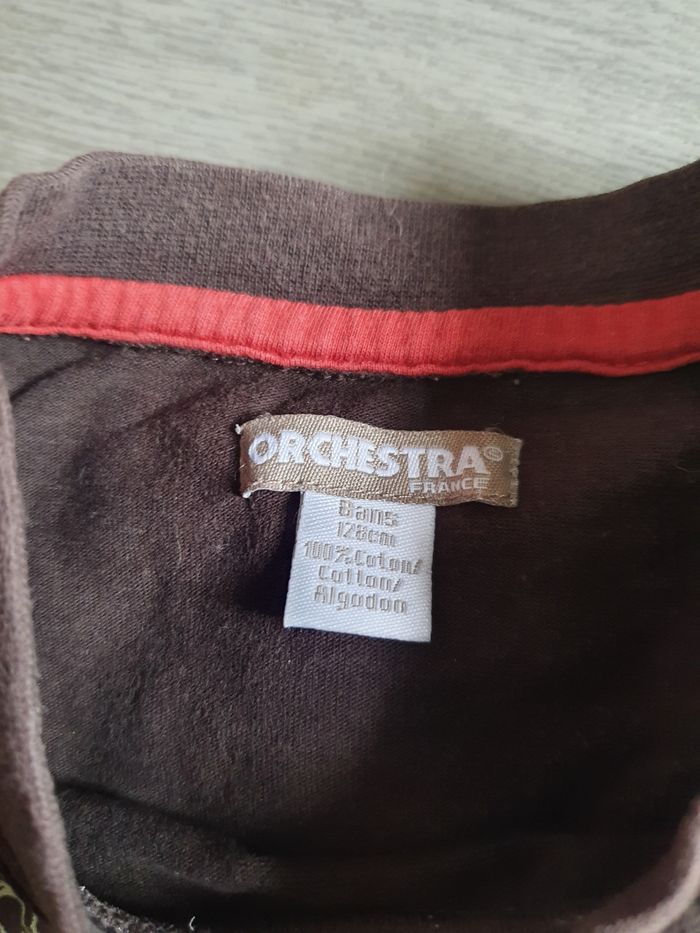 ORCHESTRA®
FRANCE
8ans
128cm
100%Coton/
Cotton/
Algodon